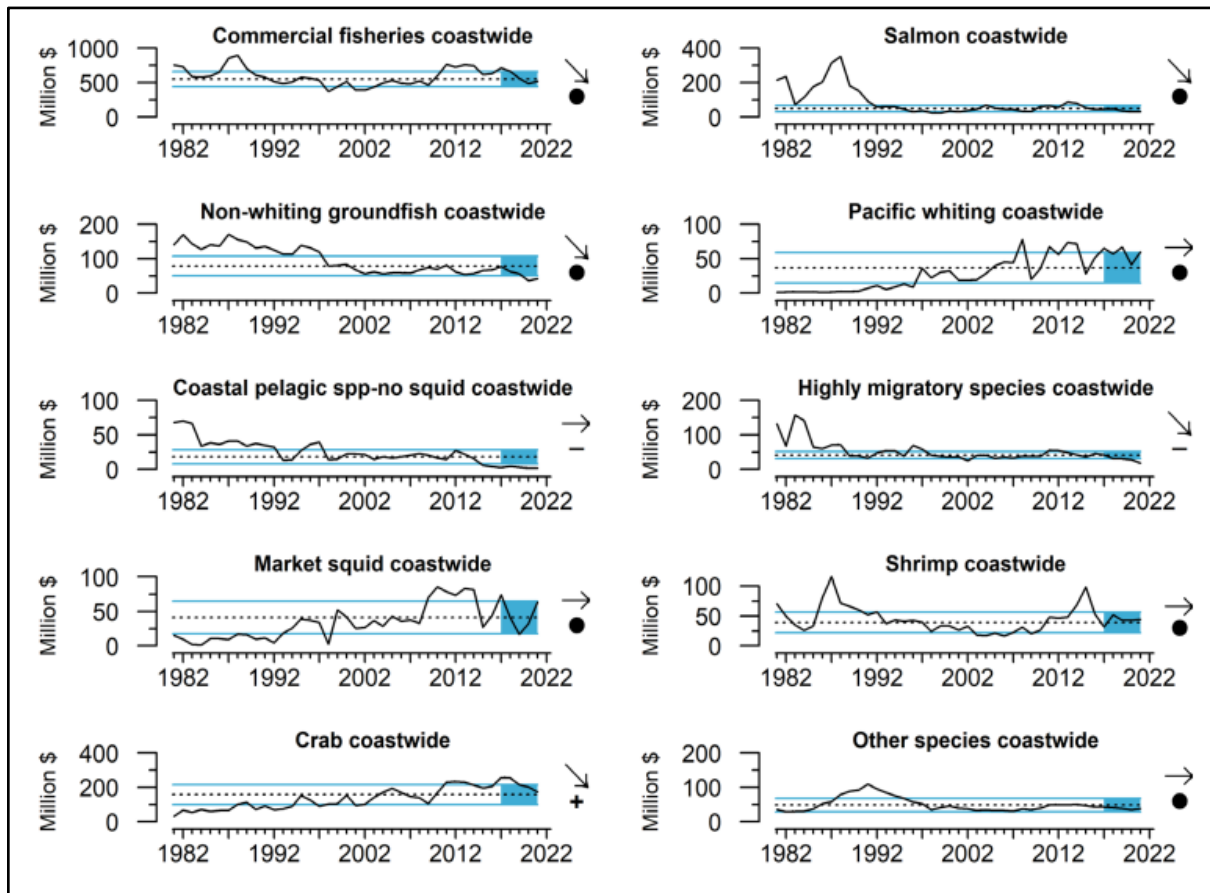 Commercial fisheries coastwide
Million $
1000
500
0
1982 1992 2002 2012 2022
Salmon coastwide
Million $
400
200
0
1982 1992 2002 2012 2022
Non-whiting groundfish coastwide
Million $
200
100
0
1982 1992 2002 2012 2022
Pacific whiting coastwide
Million $
100
50
0
1982 1992 2002 2012 2022
Coastal pelagic spp-no squid coastwide
Million $
100
50
0
1982 1992 2002 2012 2022
–
Highly migratory species coastwide
Million $
200
100
0
1982 1992 2002 2012 2022
–
Market squid coastwide
Million $
100
50
0
1982 1992 2002 2012 2022
Shrimp coastwide
Million $
100
50
0
1982 1992 2002 2012 2022
Crab coastwide
Million $
400
200
0
1982 1992 2002 2012 2022
+
Other species coastwide
Million $
200
100
0
1982 1992 2002 2012 2022